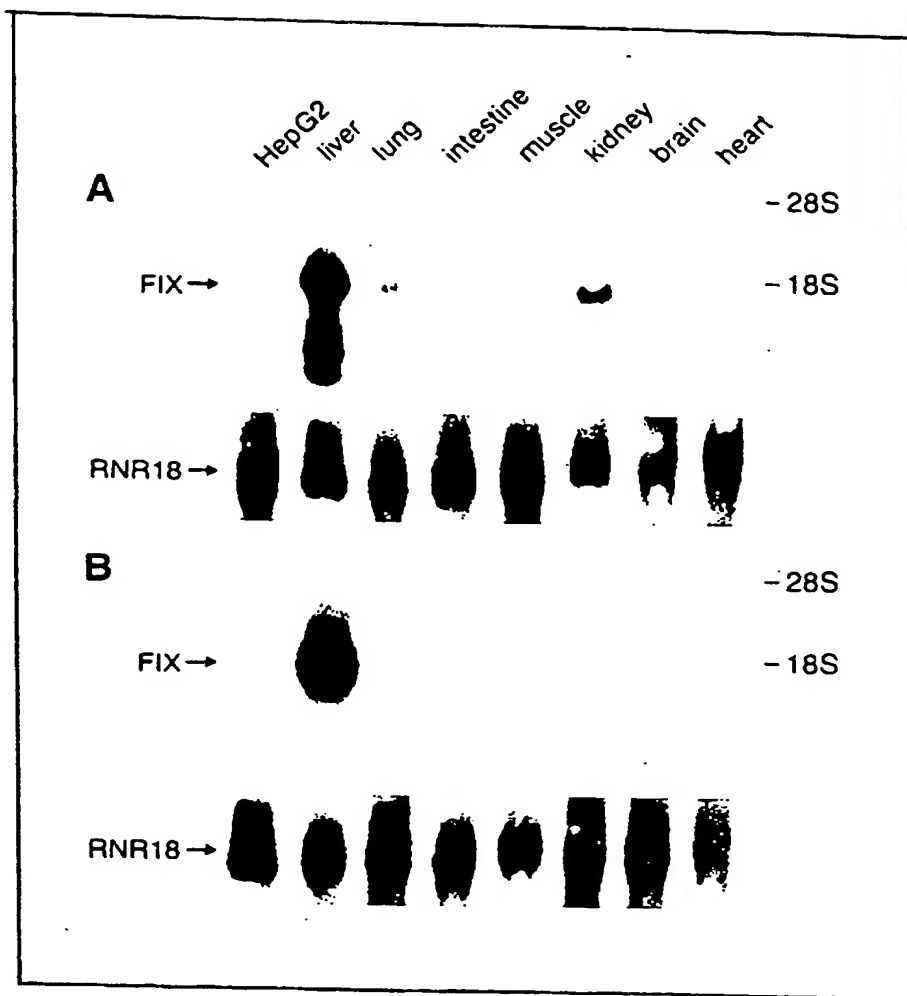 HepG2 liver lung intestine muscle kidney brain heart
A
-28S
FIX→ -18S
RNR18→
B
-28S
FIX→ -18S
RNR18→